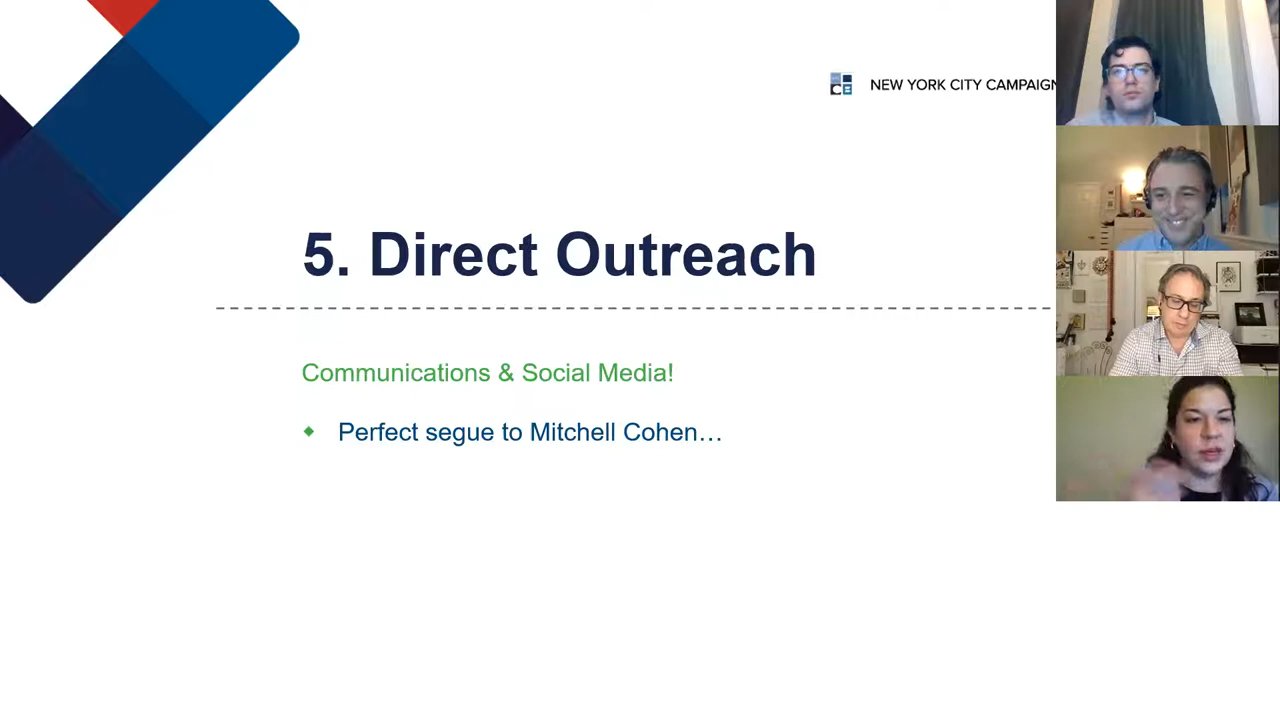 NEW YORK CITY CAMPAIGN
5. Direct Outreach
Communications & Social Media!
Perfect segue to Mitchell Cohen…